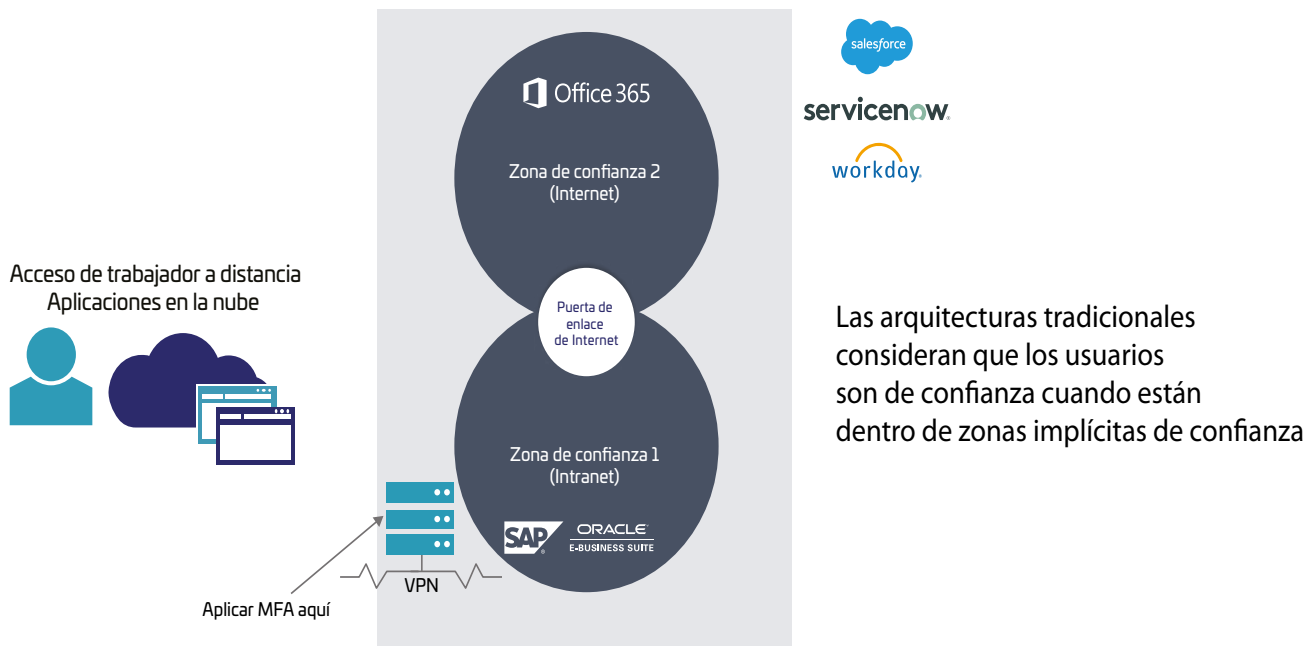 Office 365
Zona de confianza 2
(Internet)
salesforce
servicenow.
workday.
Acceso de trabajador a distancia
Aplicaciones en la nube
Puerta de
enlace
de Internet
Las arquitecturas tradicionales
consideran que los usuarios
son de confianza cuando están
dentro de zonas implícitas de confianza
Zona de confianza 1
(Intranet)
SAP
ORACLE
E-BUSINESS SUITE
VPN
Aplicar MFA aquí